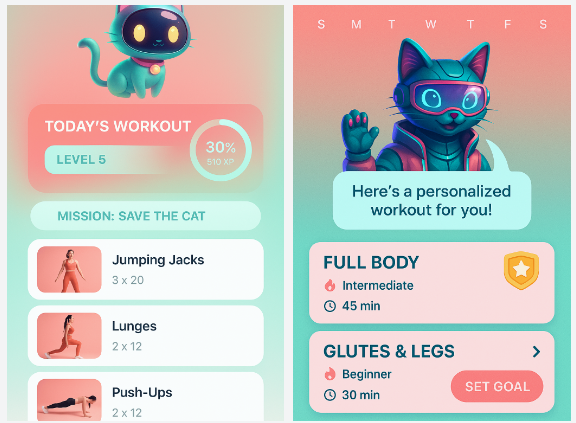 TODAY'S WORKOUT
LEVEL 5
30%
510 XP
MISSION: SAVE THE CAT
Jumping Jacks
3 x 20
Lunges
2 x 12
Push-Ups
2 x 12
S M T W T F S
Here's a personalized
workout for you!
FULL BODY
Intermediate
45 min
GLUTES & LEGS
Beginner
30 min
SET GOAL